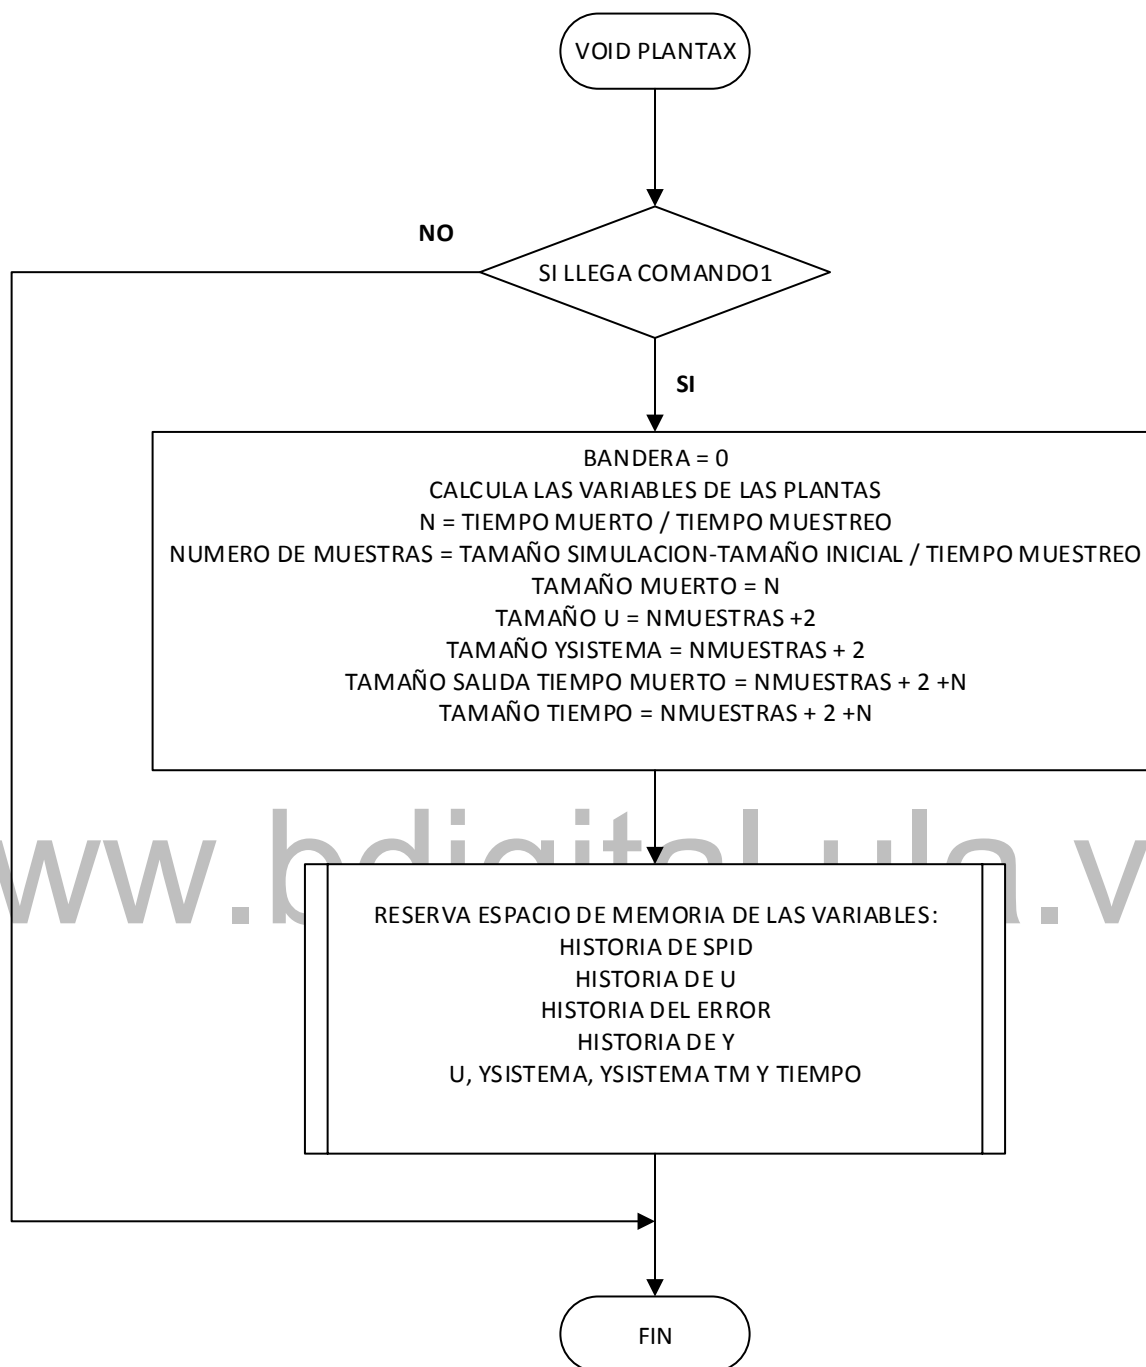 VOID PLANTAX
NO
SI LLEGA COMANDO1
SI
BANDERA = 0
CALCULA LAS VARIABLES DE LAS PLANTAS
N = TIEMPO MUERTO / TIEMPO MUESTREO
NUMERO DE MUESTRAS = TAMAÑO SIMULACION-TAMAÑO INICIAL / TIEMPO MUESTREO
TAMAÑO MUERTO = N
TAMAÑO U = NMUESTRAS +2
TAMAÑO YSISTEMA = NMUESTRAS + 2
TAMAÑO SALIDA TIEMPO MUERTO = NMUESTRAS + 2 +N
TAMAÑO TIEMPO = NMUESTRAS + 2 +N
ww.bdigital.ula.v
RESERVA ESPACIO DE MEMORIA DE LAS VARIABLES:
HISTORIA DE SPID
HISTORIA DE U
HISTORIA DEL ERROR
HISTORIA DE Y
U, YSISTEMA, YSISTEMA TM Y TIEMPO
FIN